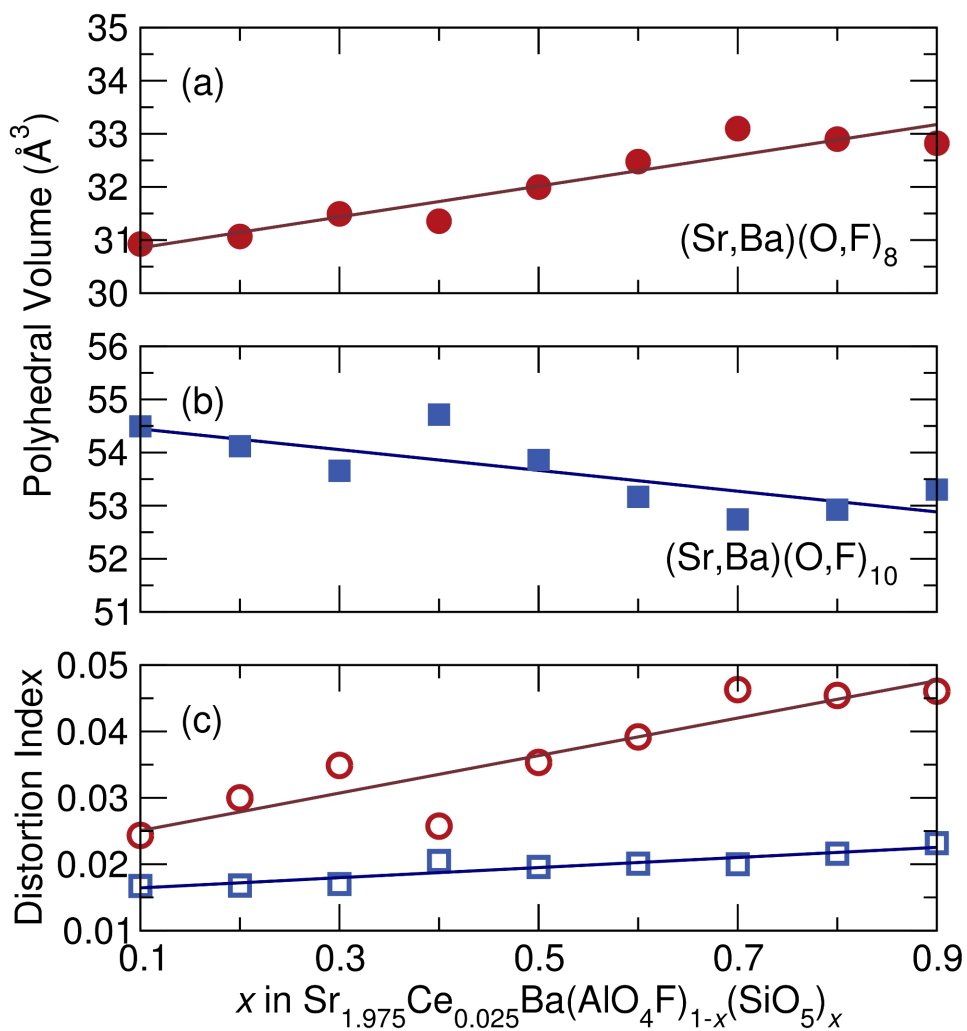 Polyhedral Volume (Å³)
35
34
33
32
31
30
(a)
(Sr,Ba)(O,F)₈
56
55
54
53
52
51
(b)
(Sr,Ba)(O,F)₁₀
Distortion Index
0.05
0.04
0.03
0.02
0.01
(c)
0.1 0.3 0.5 0.7 0.9
x in Sr₁.₉₇₅Ce₀.₀₂₅Ba(AlO₄F)₁₋ₓ(SiO₅)ₓ